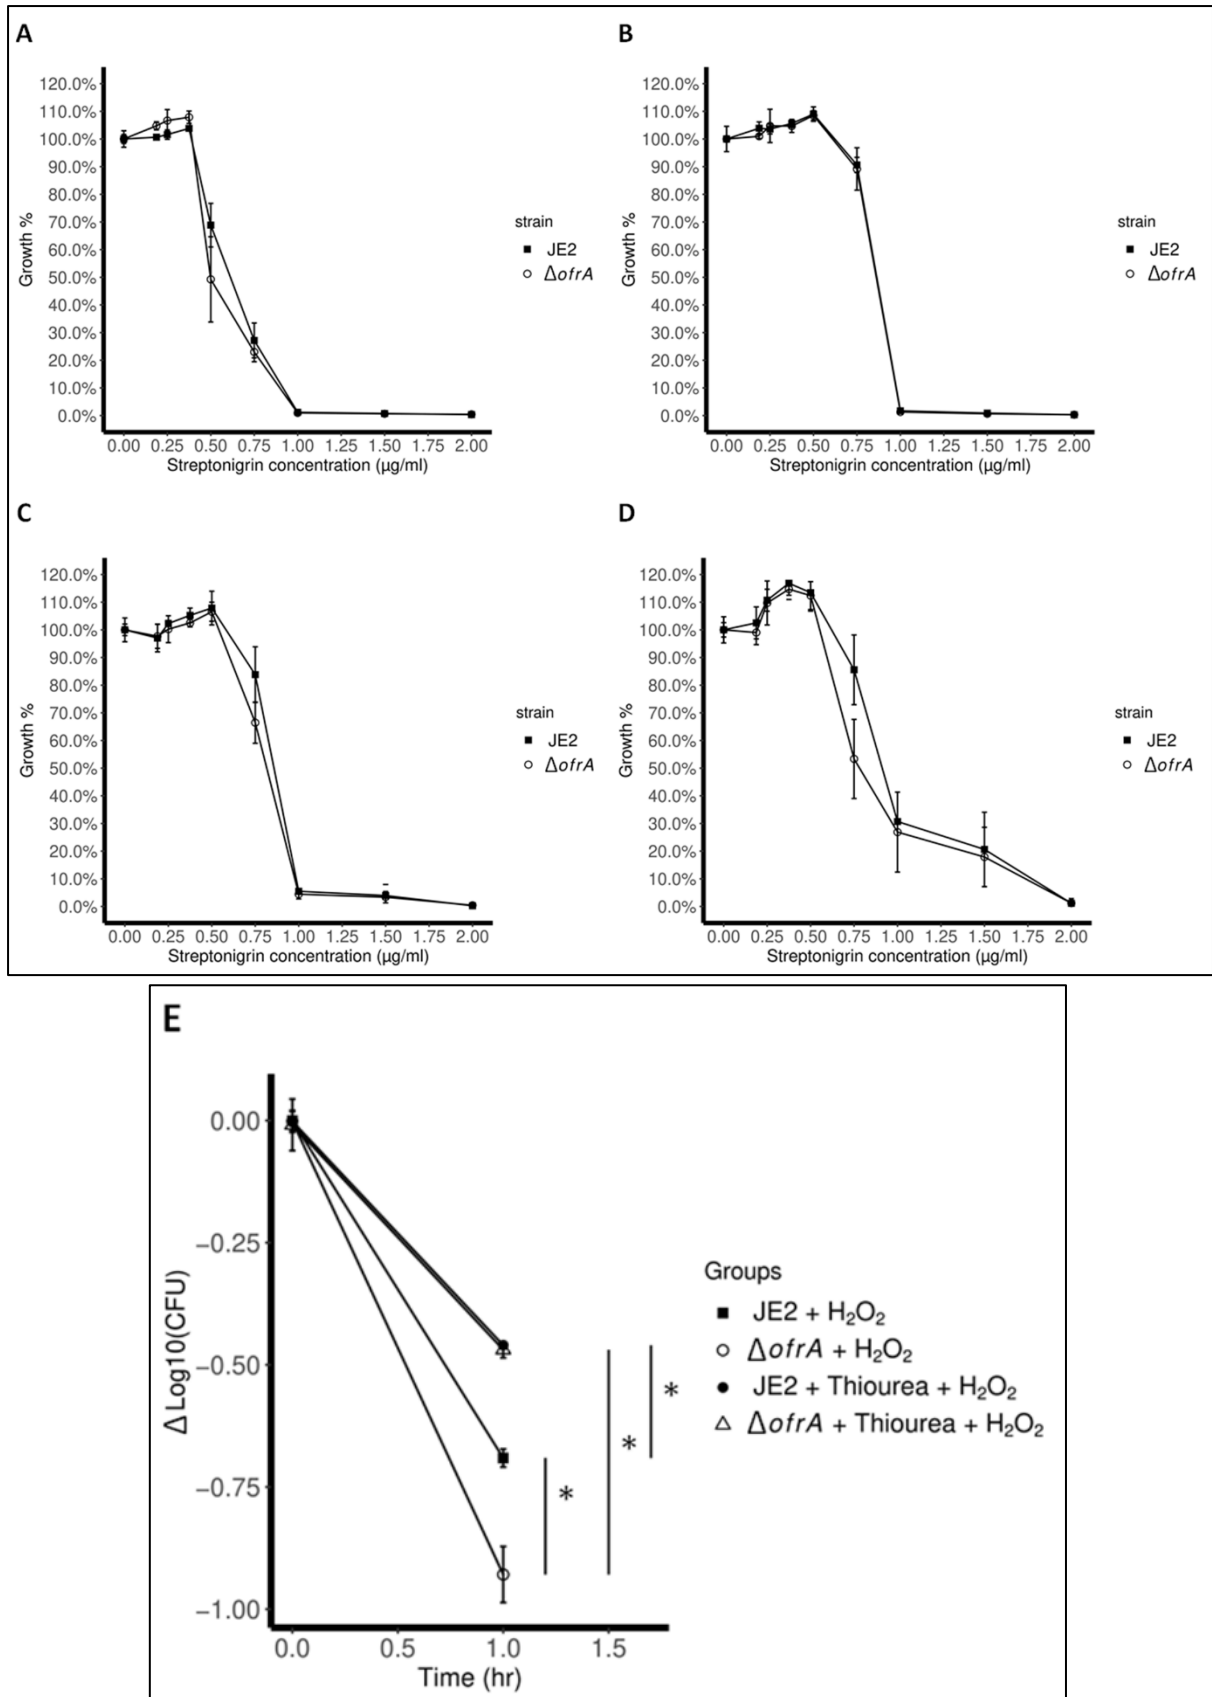 A
120.0%
110.0%
100.0%
90.0%
80.0%
70.0%
60.0%
50.0%
40.0%
30.0%
20.0%
10.0%
0.0%
Growth %
0.00 0.25 0.50 0.75 1.00 1.25 1.50 1.75 2.00
Streptonigrin concentration (µg/ml)
strain
JE2
ΔofrA
B
120.0%
110.0%
100.0%
90.0%
80.0%
70.0%
60.0%
50.0%
40.0%
30.0%
20.0%
10.0%
0.0%
Growth %
0.00 0.25 0.50 0.75 1.00 1.25 1.50 1.75 2.00
Streptonigrin concentration (µg/ml)
strain
JE2
ΔofrA
C
120.0%
110.0%
100.0%
90.0%
80.0%
70.0%
60.0%
50.0%
40.0%
30.0%
20.0%
10.0%
0.0%
Growth %
0.00 0.25 0.50 0.75 1.00 1.25 1.50 1.75 2.00
Streptonigrin concentration (µg/ml)
strain
JE2
ΔofrA
D
120.0%
110.0%
100.0%
90.0%
80.0%
70.0%
60.0%
50.0%
40.0%
30.0%
20.0%
10.0%
0.0%
Growth %
0.00 0.25 0.50 0.75 1.00 1.25 1.50 1.75 2.00
Streptonigrin concentration (µg/ml)
strain
JE2
ΔofrA
E
0.00
−0.25
−0.50
−0.75
−1.00
ΔLog10(CFU)
0.0 0.5 1.0 1.5
Time (hr)
*
*
*
Groups
JE2 + H₂O₂
ΔofrA + H₂O₂
JE2 + Thiourea + H₂O₂
ΔofrA + Thiourea + H₂O₂